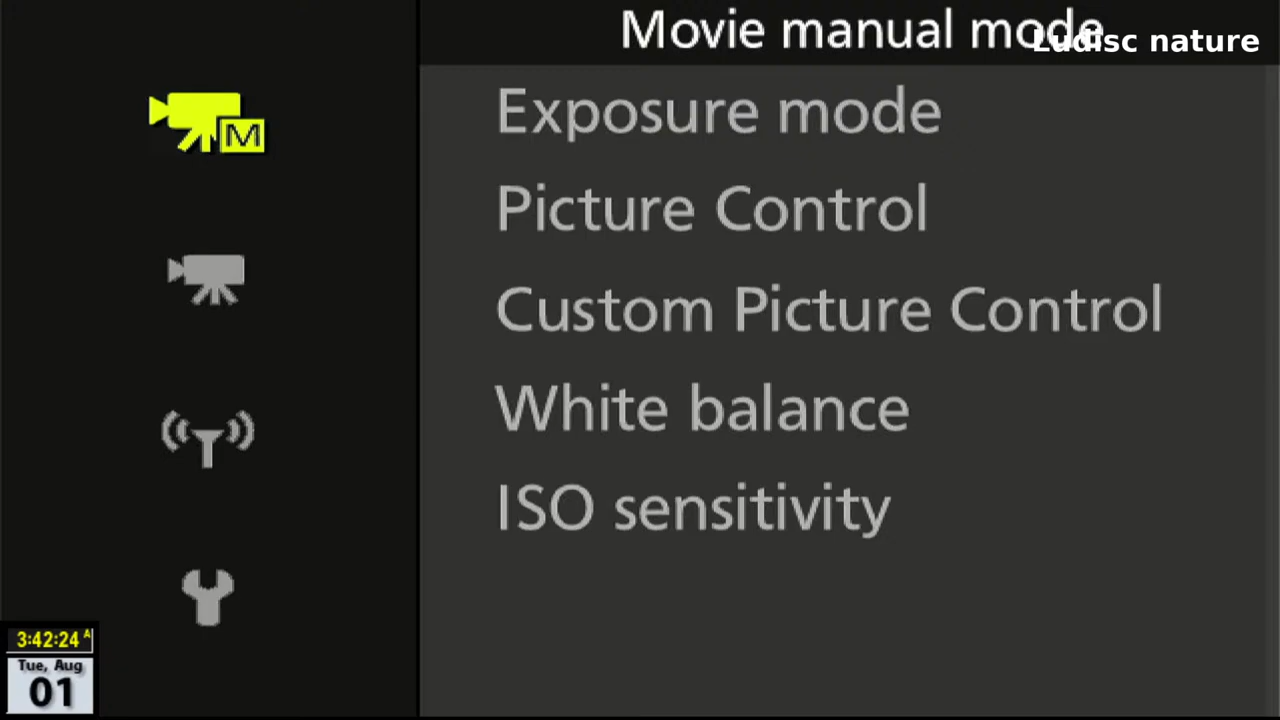 Movie manual mode
Ludisc nature
M
Exposure mode
Picture Control
Custom Picture Control
White balance
ISO sensitivity
3:42:24 A
Tue, Aug
01